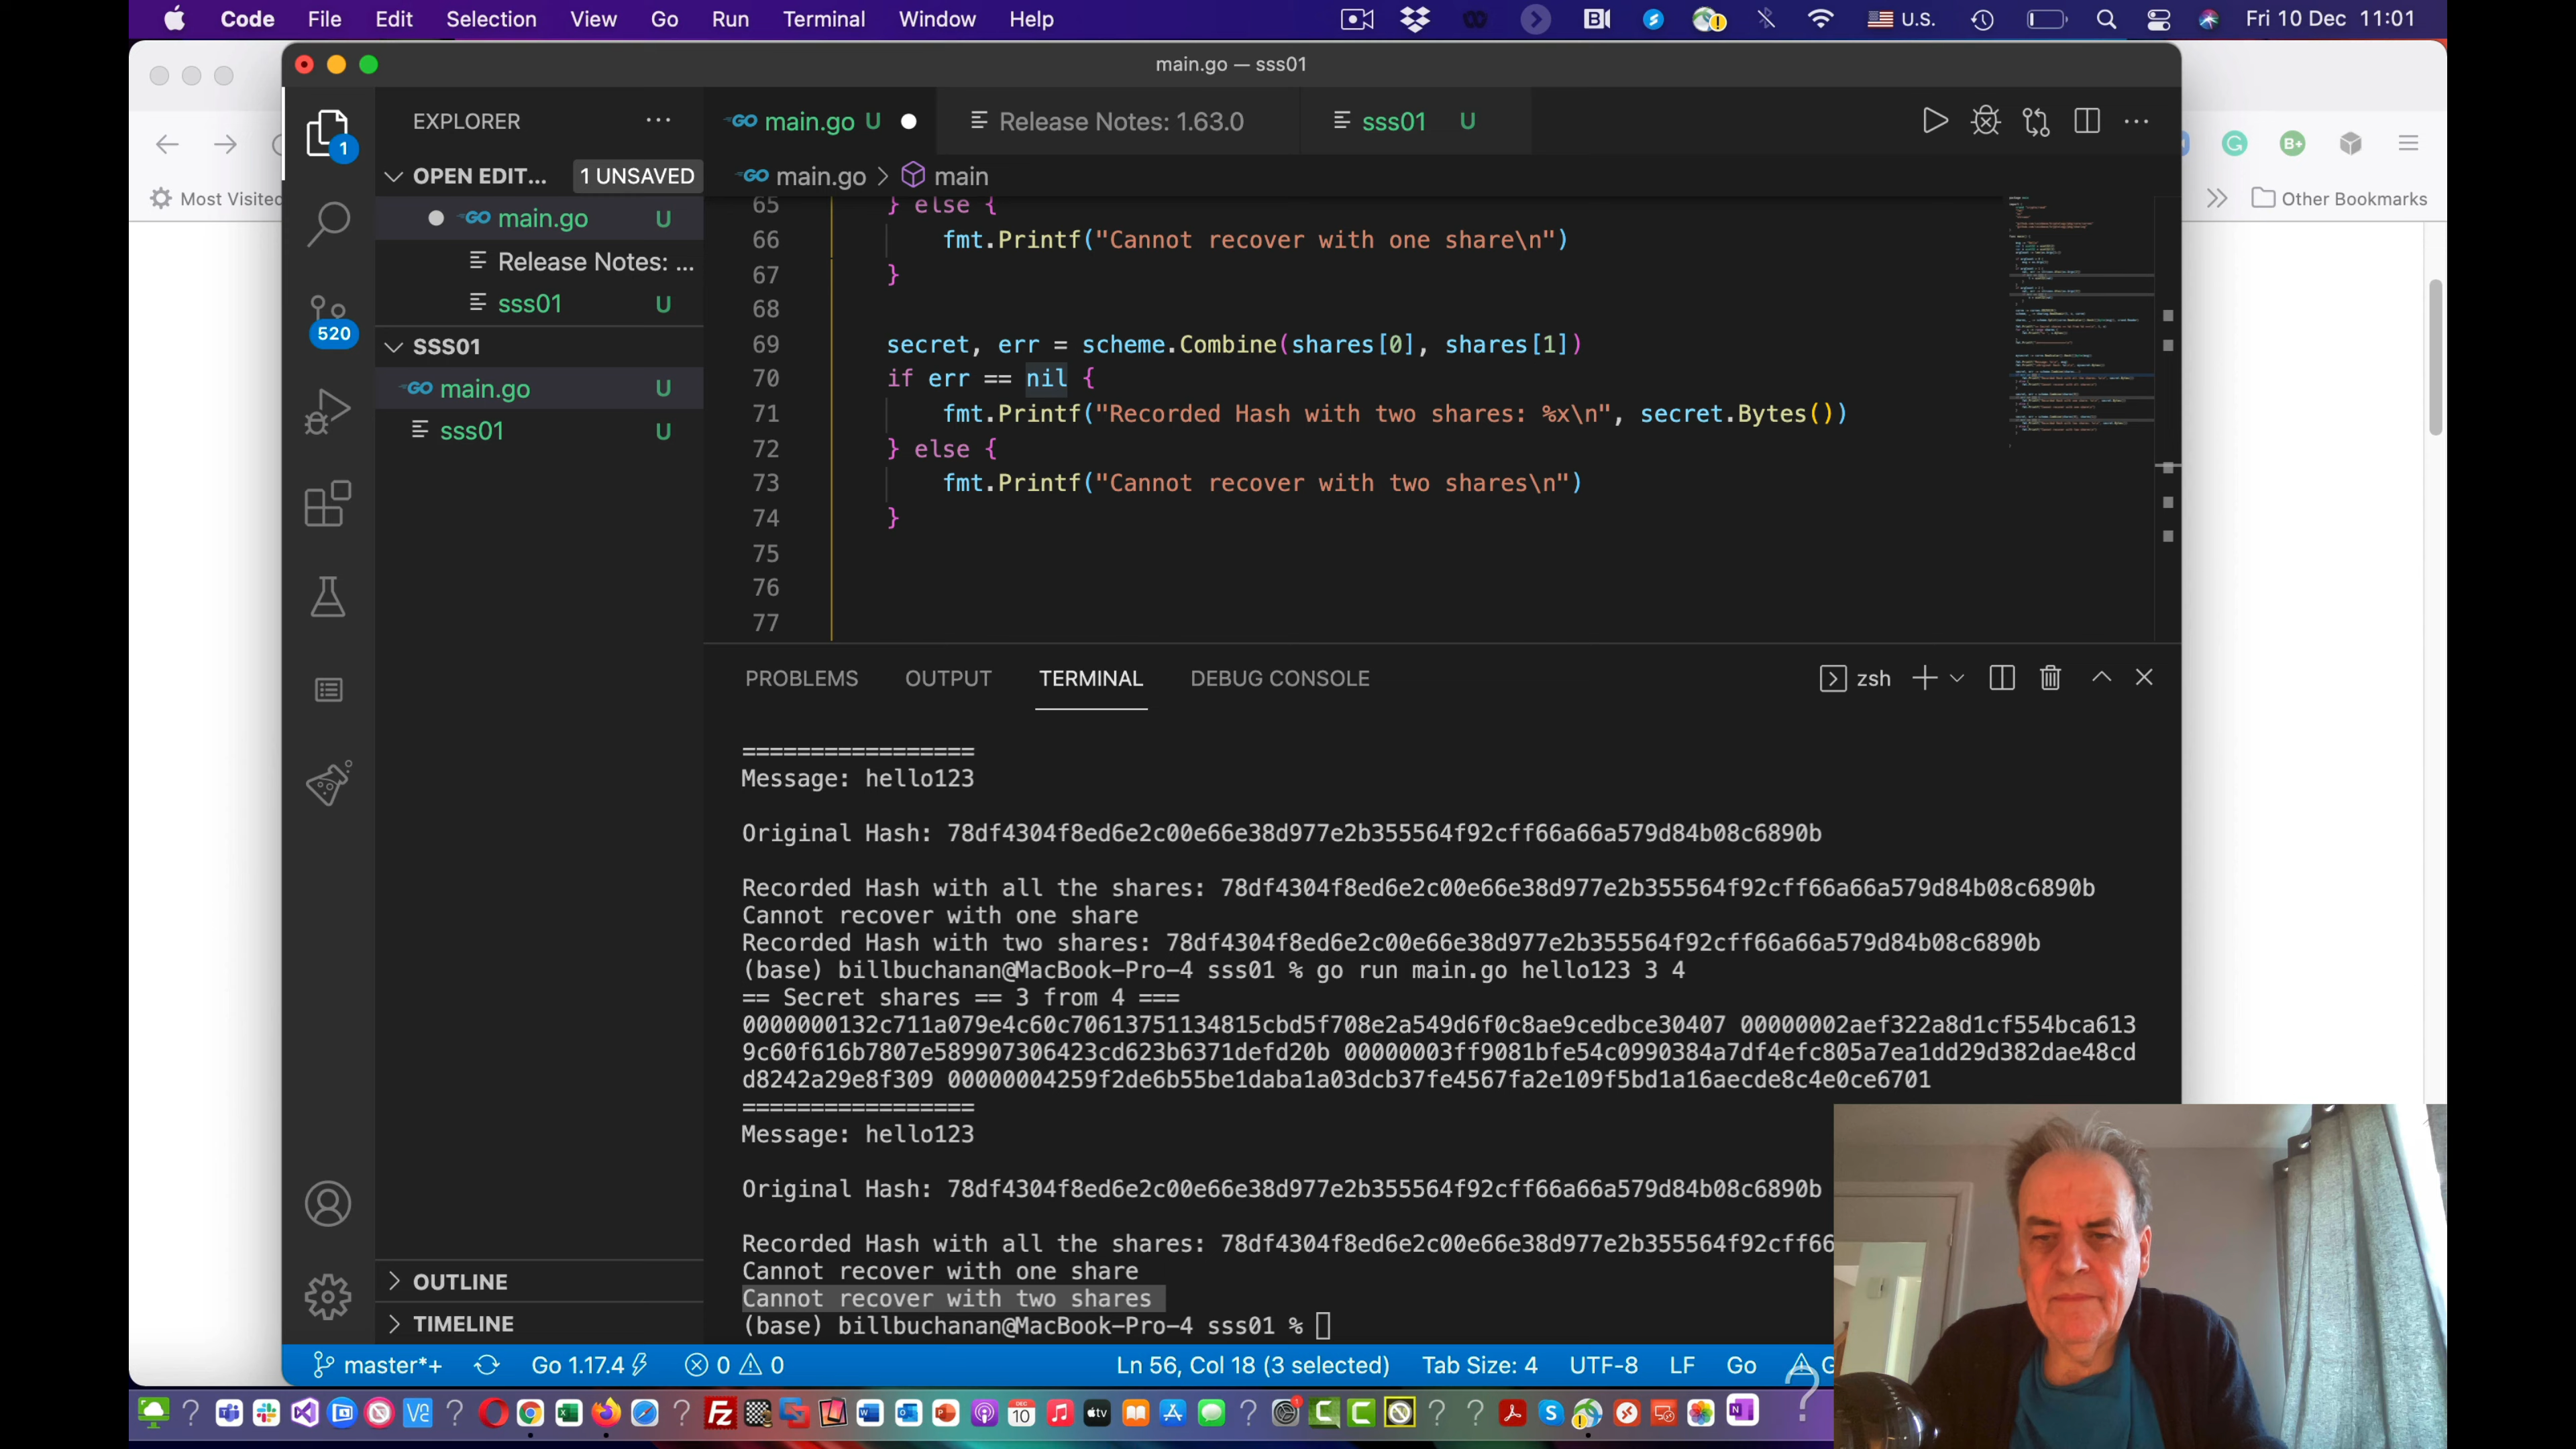 Code File Edit Selection View Go Run Terminal Window Help U.S. Fri 10 Dec 11:01
main.go — sss01
EXPLORER
main.go U Release Notes: 1.63.0 sss01 U
OPEN EDIT... 1 UNSAVED
main.go > main
Most Visited
Other Bookmarks
main.go U
Release Notes: ...
sss01 U
SSS01
main.go U
sss01 U
1
520
65 } else {
66 fmt.Printf("Cannot recover with one share\n")
67 }
68
69 secret, err = scheme.Combine(shares[0], shares[1])
70 if err == nil {
71 fmt.Printf("Recorded Hash with two shares: %x\n", secret.Bytes())
72 } else {
73 fmt.Printf("Cannot recover with two shares\n")
74 }
75
76
77
PROBLEMS OUTPUT TERMINAL DEBUG CONSOLE zsh
=================
Message: hello123
Original Hash: 78df4304f8ed6e2c00e66e38d977e2b355564f92cff66a66a579d84b08c6890b
Recorded Hash with all the shares: 78df4304f8ed6e2c00e66e38d977e2b355564f92cff66a66a579d84b08c6890b
Cannot recover with one share
Recorded Hash with two shares: 78df4304f8ed6e2c00e66e38d977e2b355564f92cff66a66a579d84b08c6890b
(base) billbuchanan@MacBook-Pro-4 sss01 % go run main.go hello123 3 4
== Secret shares == 3 from 4 ===
0000000132c711a079e4c60c70613751134815cbd5f708e2a549d6f0c8ae9cedbce30407 00000002aef322a8d1cf554bca613
9c60f616b7807e589907306423cd623b6371defd20b 00000003ff9081bfe54c0990384a7df4efc805a7ea1dd29d382dae48cd
d8242a29e8f309 00000004259f2de6b55be1daba1a03dcb37fe4567fa2e109f5bd1a16aecde8c4e0ce6701
=================
Message: hello123
Original Hash: 78df4304f8ed6e2c00e66e38d977e2b355564f92cff66a66a579d84b08c6890b
Recorded Hash with all the shares: 78df4304f8ed6e2c00e66e38d977e2b355564f92cff66
Cannot recover with one share
Cannot recover with two shares
(base) billbuchanan@MacBook-Pro-4 sss01 %
OUTLINE
TIMELINE
master*+ Go 1.17.4 0 0 Ln 56, Col 18 (3 selected) Tab Size: 4 UTF-8 LF Go